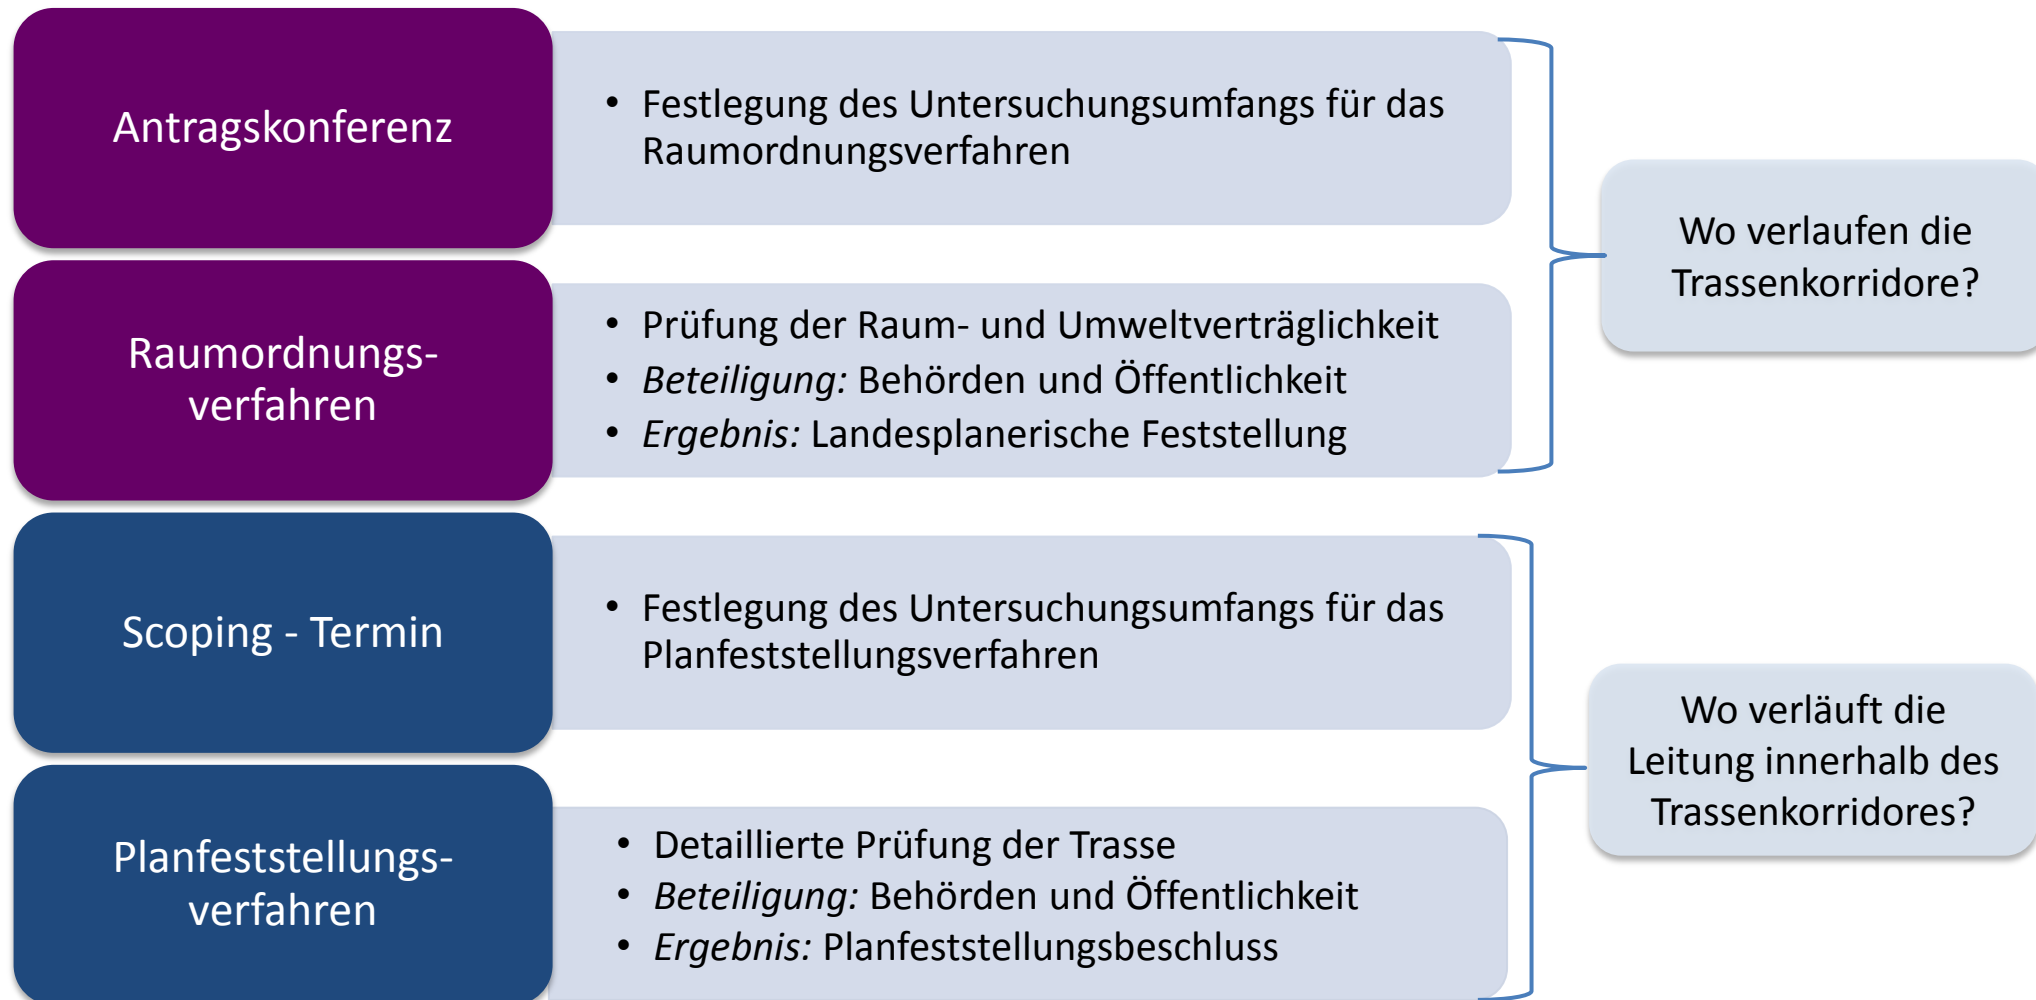 Antragskonferenz
• Festlegung des Untersuchungsumfangs für das
Raumordnungsverfahren
Raumordnungs-
verfahren
• Prüfung der Raum- und Umweltverträglichkeit
• Beteiligung: Behörden und Öffentlichkeit
• Ergebnis: Landesplanerische Feststellung
Wo verlaufen die
Trassenkorridore?
Scoping - Termin
• Festlegung des Untersuchungsumfangs für das
Planfeststellungsverfahren
Planfeststellungs-
verfahren
• Detaillierte Prüfung der Trasse
• Beteiligung: Behörden und Öffentlichkeit
• Ergebnis: Planfeststellungsbeschluss
Wo verläuft die
Leitung innerhalb des
Trassenkorridores?